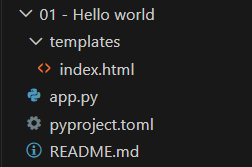 01 - Hello world
templates
<> index.html
app.py
pyproject.toml
README.md